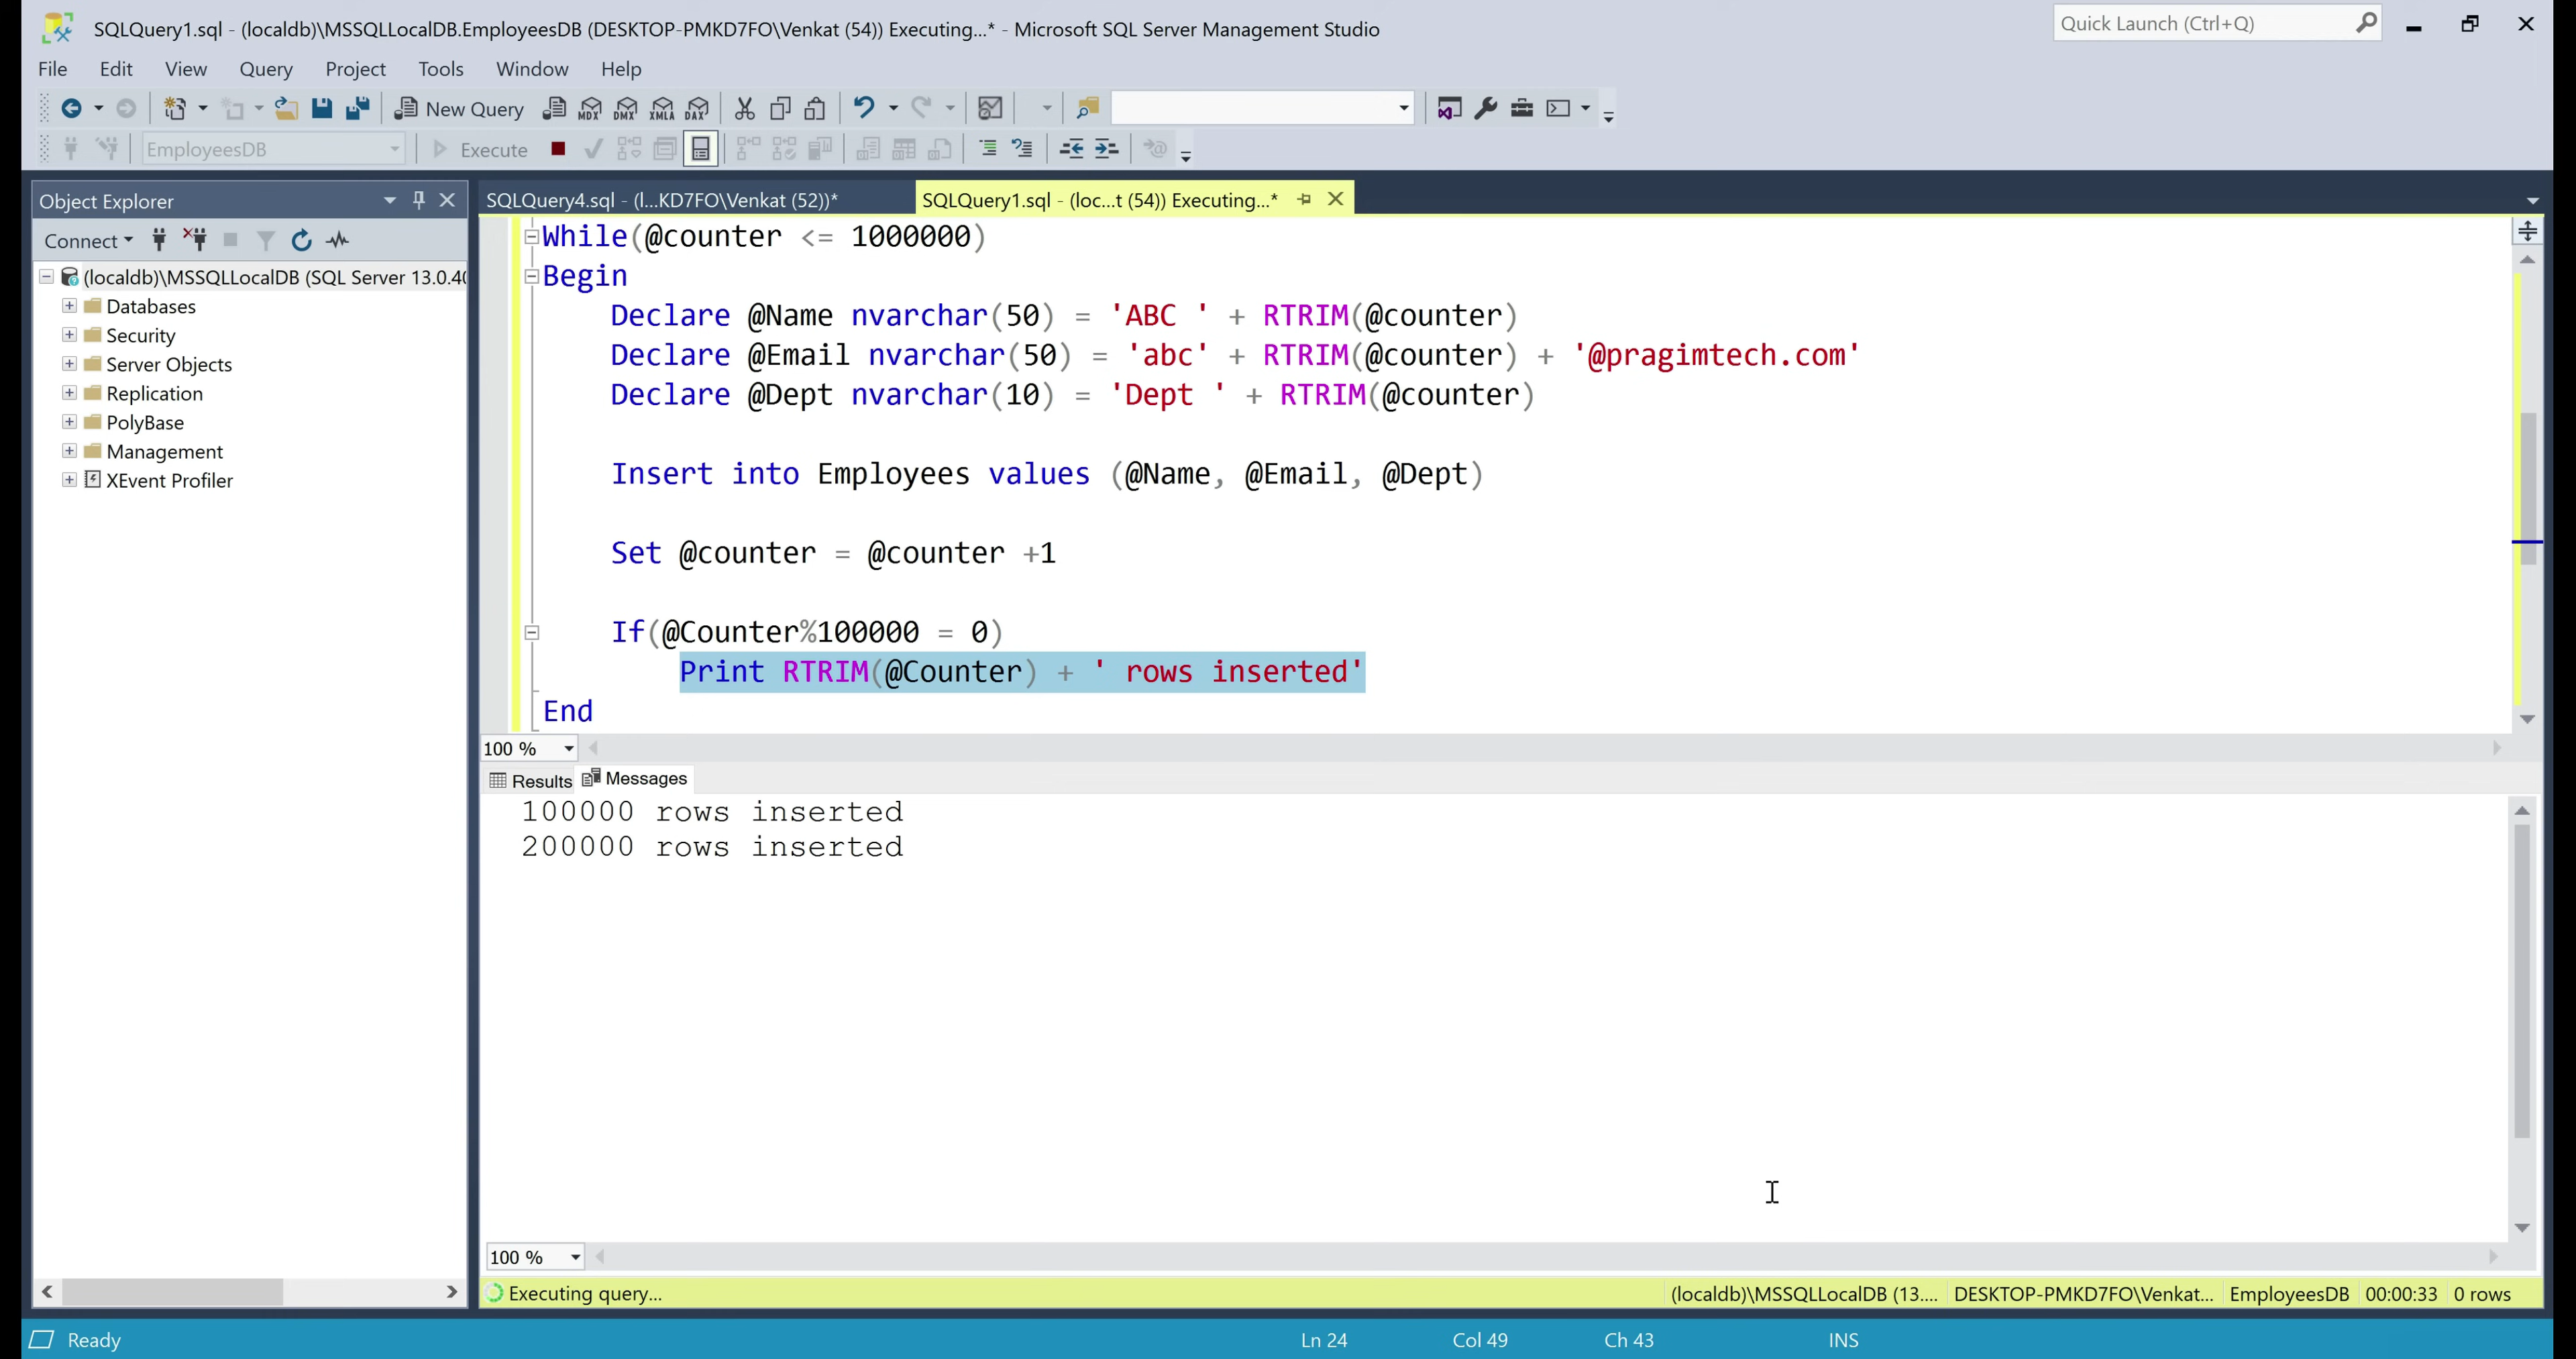 SQLQuery1.sql - (localdb)\MSSQLLocalDB.EmployeesDB (DESKTOP-PMKD7FO\Venkat (54)) Executing...* - Microsoft SQL Server Management Studio
Quick Launch (Ctrl+Q)
File Edit View Query Project Tools Window Help
New Query MDX DMX XMLA DAX
EmployeesDB Execute
Object Explorer
SQLQuery4.sql - (l...KD7FO\Venkat (52))*
SQLQuery1.sql - (loc...t (54)) Executing...*
Connect
(localdb)\MSSQLLocalDB (SQL Server 13.0.40
Databases
Security
Server Objects
Replication
PolyBase
Management
XEvent Profiler
While(@counter <= 1000000)
Begin
Declare @Name nvarchar(50) = 'ABC ' + RTRIM(@counter)
Declare @Email nvarchar(50) = 'abc' + RTRIM(@counter) + '@pragimtech.com'
Declare @Dept nvarchar(10) = 'Dept ' + RTRIM(@counter)
Insert into Employees values (@Name, @Email, @Dept)
Set @counter = @counter +1
If(@Counter%100000 = 0)
Print RTRIM(@Counter) + ' rows inserted'
End
100 %
Results Messages
100000 rows inserted
200000 rows inserted
100 %
Executing query... (localdb)\MSSQLLocalDB (13.... DESKTOP-PMKD7FO\Venkat... EmployeesDB 00:00:33 0 rows
Ready Ln 24 Col 49 Ch 43 INS